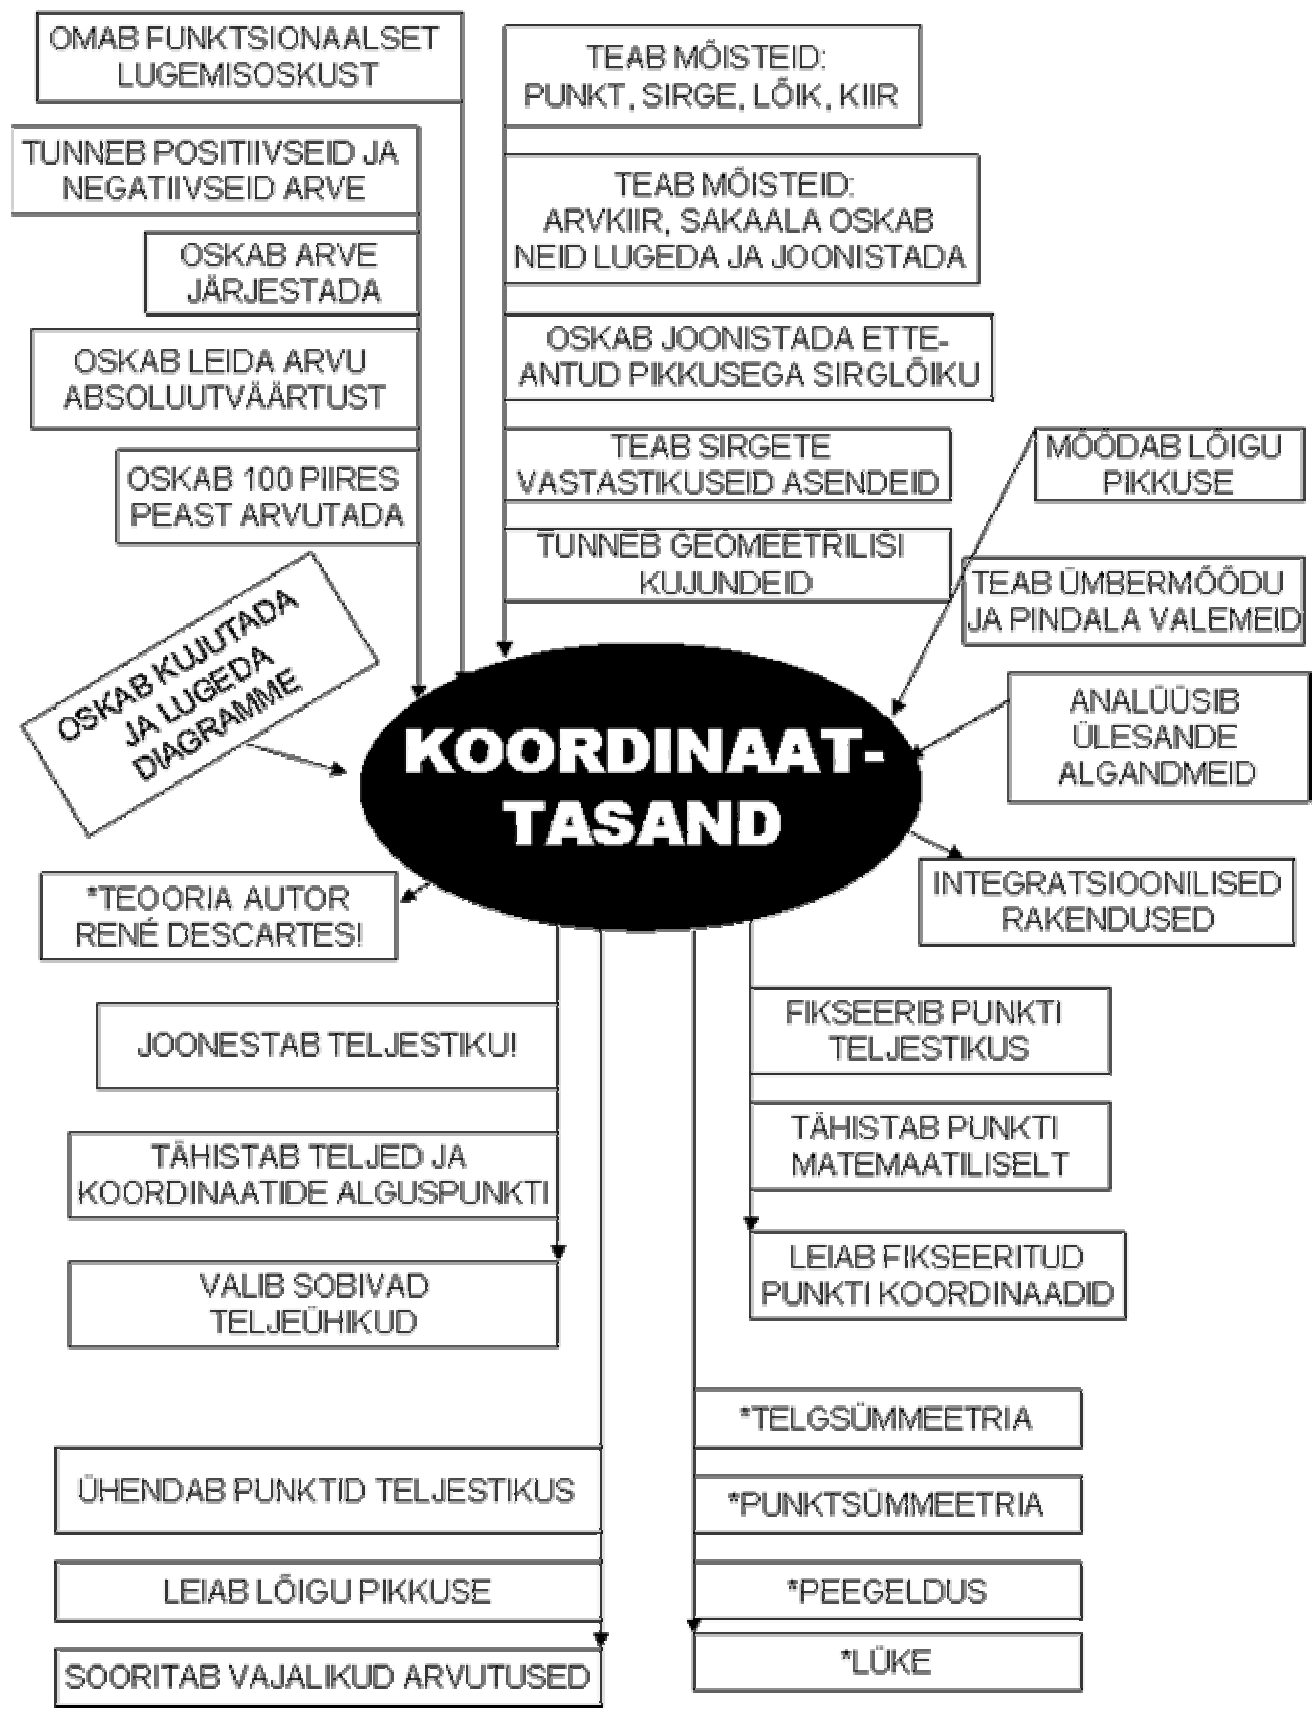 OMAB FUNKTSIONAALSET
LUGEMISOSKUST
TUNNEB POSITIIVSEID JA
NEGATIIVSEID ARVE
OSKAB ARVE
JÄRJESTADA
OSKAB LEIDA ARVU
ABSOLUUTVÄÄRTUST
OSKAB 100 PIIRES
PEAST ARVUTADA
OSKAB KUJUTADA
JA LUGEDA
DIAGRAMME
TEAB MÕISTEID:
PUNKT, SIRGE, LÕIK, KIIR
TEAB MÕISTEID:
ARVKIIR, SAKAALA OSKAB
NEID LUGEDA JA JOONISTADA
OSKAB JOONISTADA ETTE-
ANTUD PIKKUSEGA SIRGLÕIKU
TEAB SIRGETE
VASTASTIKUSEID ASENDEID
TUNNEB GEOMEETRILISI
KUJUNDEID
MÕÕDAB LÕIGU
PIKKUSE
TEAB ÜMBERMÕÕDU
JA PINDALA VALEMEID
ANALÜÜSIB
ÜLESANDE
ALGANDMEID
KOORDINAAT-
TASAND
INTEGRATSIOONILISED
RAKENDUSED
*TEOORIA AUTOR
RENÉ DESCARTES!
JOONESTAB TELJESTIKU!
TÄHISTAB TELJED JA
KOORDINAATIDE ALGUSPUNKTI
VALIB SOBIVAD
TELJEÜHIKUD
FIKSEERIB PUNKTI
TELJESTIKUS
TÄHISTAB PUNKTI
MATEMAATILISELT
LEIAB FIKSEERITUD
PUNKTI KOORDINAADID
ÜHENDAB PUNKTID TELJESTIKUS
LEIAB LÕIGU PIKKUSE
SOORITAB VAJALIKUD ARVUTUSED
*TELGSÜMMEETRIA
*PUNKTSÜMMEETRIA
*PEEGELDUS
*LÜKE